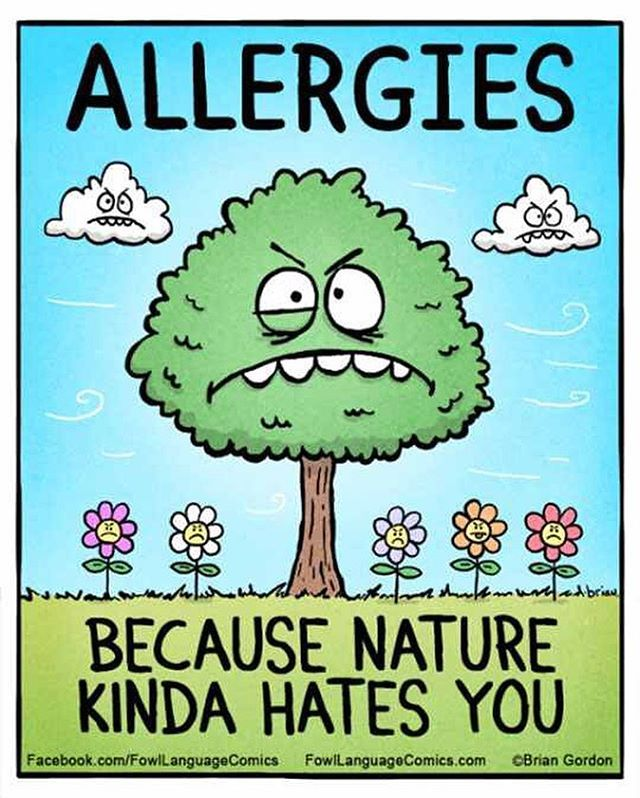 ALLERGIES
BECAUSE NATURE
KINDA HATES YOU
Facebook.com/FowlLanguageComics FowlLanguageComics.com ©Brian Gordon